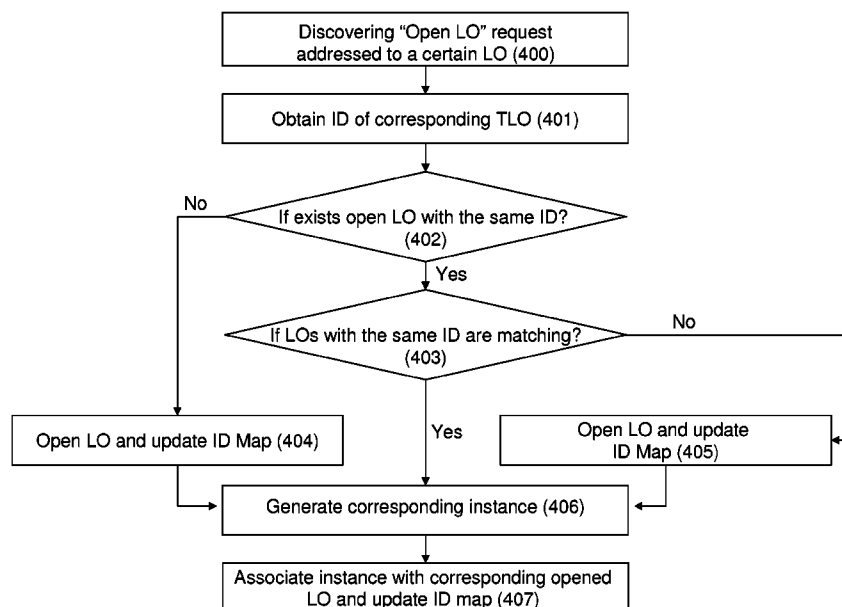 Discovering “Open LO” request
addressed to a certain LO (400)
Obtain ID of corresponding TLO (401)
No
If exists open LO with the same ID?
(402)
Yes
If LOs with the same ID are matching?
(403)
No
Open LO and update ID Map (404)
Yes
Open LO and update
ID Map (405)
Generate corresponding instance (406)
Associate instance with corresponding opened
LO and update ID map (407)